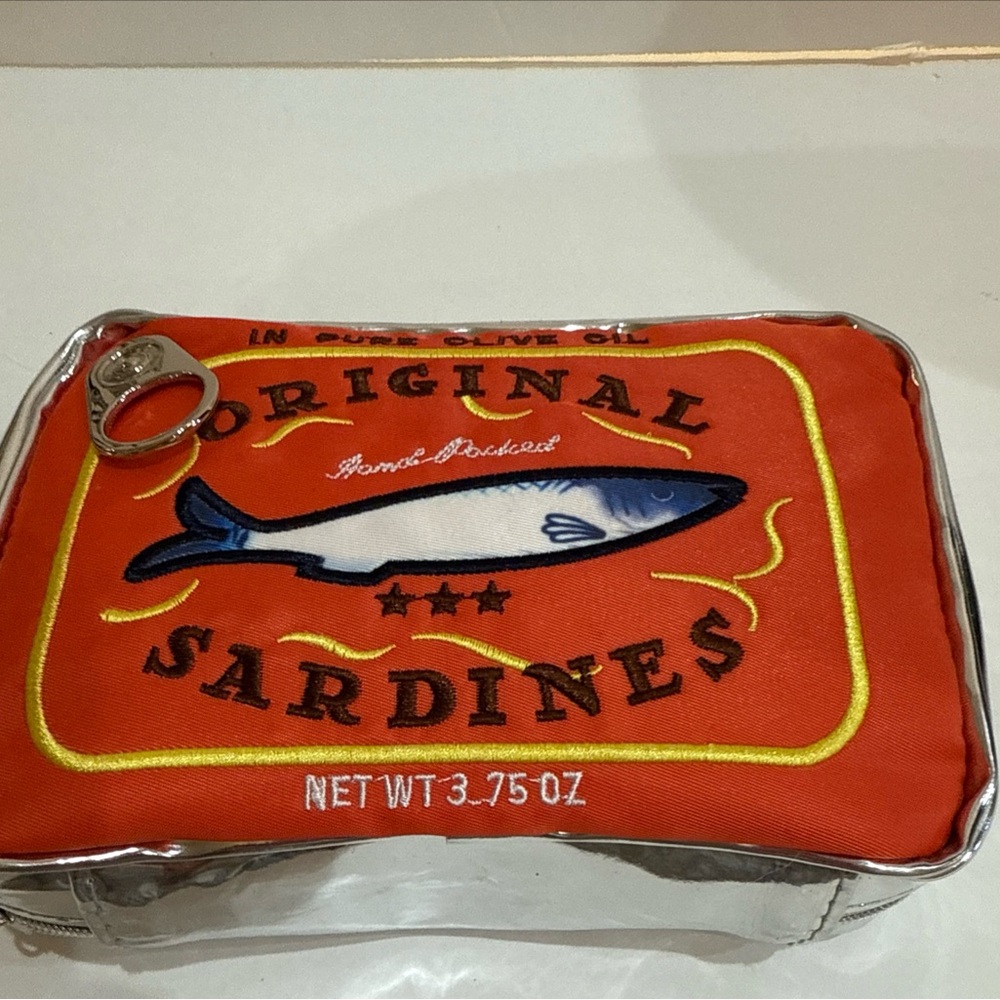 IN PURE OLIVE OIL
ORIGINAL
Hand-Packed
SARDINES
NET WT 3.75 OZ